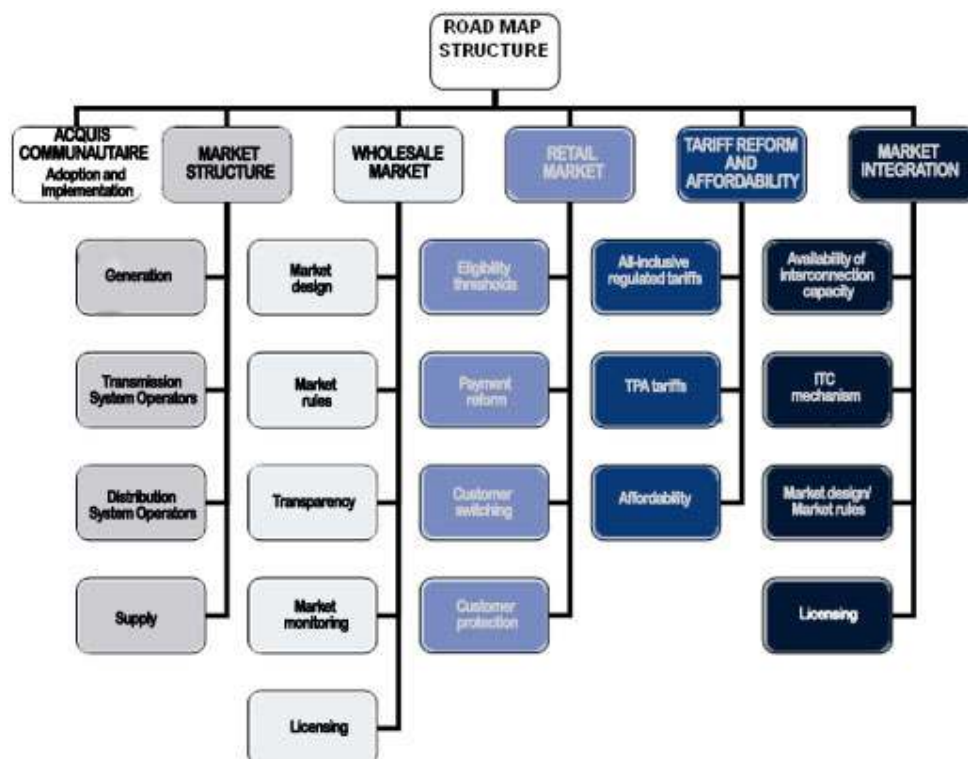 ROAD MAP
STRUCTURE
ACQUIS
COMMUNAUTAIRE
Adoption and
Implementation
MARKET
STRUCTURE
WHOLESALE
MARKET
RETAIL
MARKET
TARIFF REFORM
AND
AFFORDABILITY
MARKET
INTEGRATION
Generation
Transmission
System Operators
Distribution
System Operators
Supply
Market
design
Market
rules
Transparency
Market
monitoring
Licensing
Eligibility
thresholds
Payment
reform
Customer
switching
Customer
protection
All-inclusive
regulated tariffs
TPA tariffs
Affordability
Availability of
interconnection
capacity
ITC
mechanism
Market design/
Market rules
Licensing